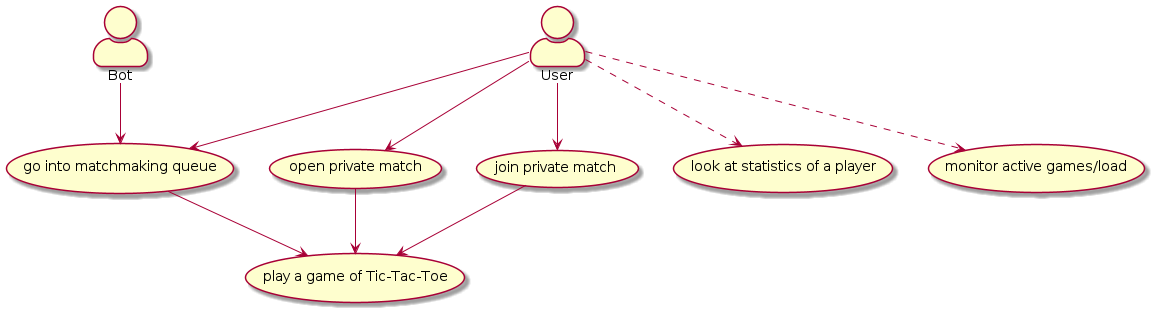 Bot
User
go into matchmaking queue
open private match
join private match
look at statistics of a player
monitor active games/load
play a game of Tic-Tac-Toe